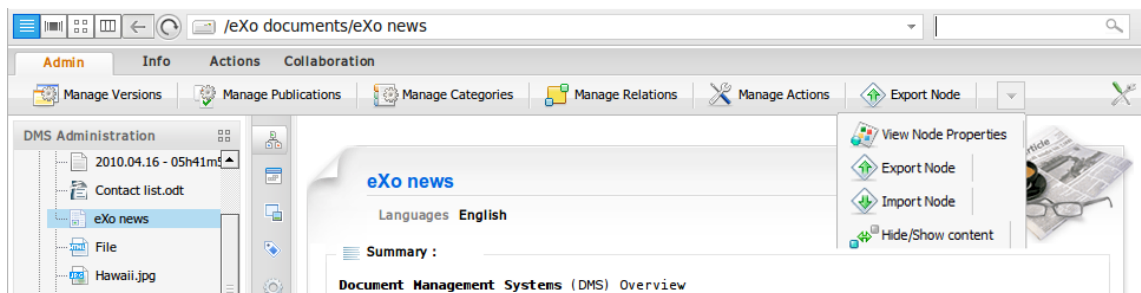 /eXo documents/eXo news
Admin Info Actions Collaboration
Manage Versions Manage Publications Manage Categories Manage Relations Manage Actions Export Node
DMS Administration
View Node Properties
2010.04.16 - 05h41m
Export Node
Contact list.odt
eXo news
Import Node
eXo news
Languages English
Hide/Show content
File
Summary :
Hawaii.jpg
Document Management Systems (DMS) Overview
article